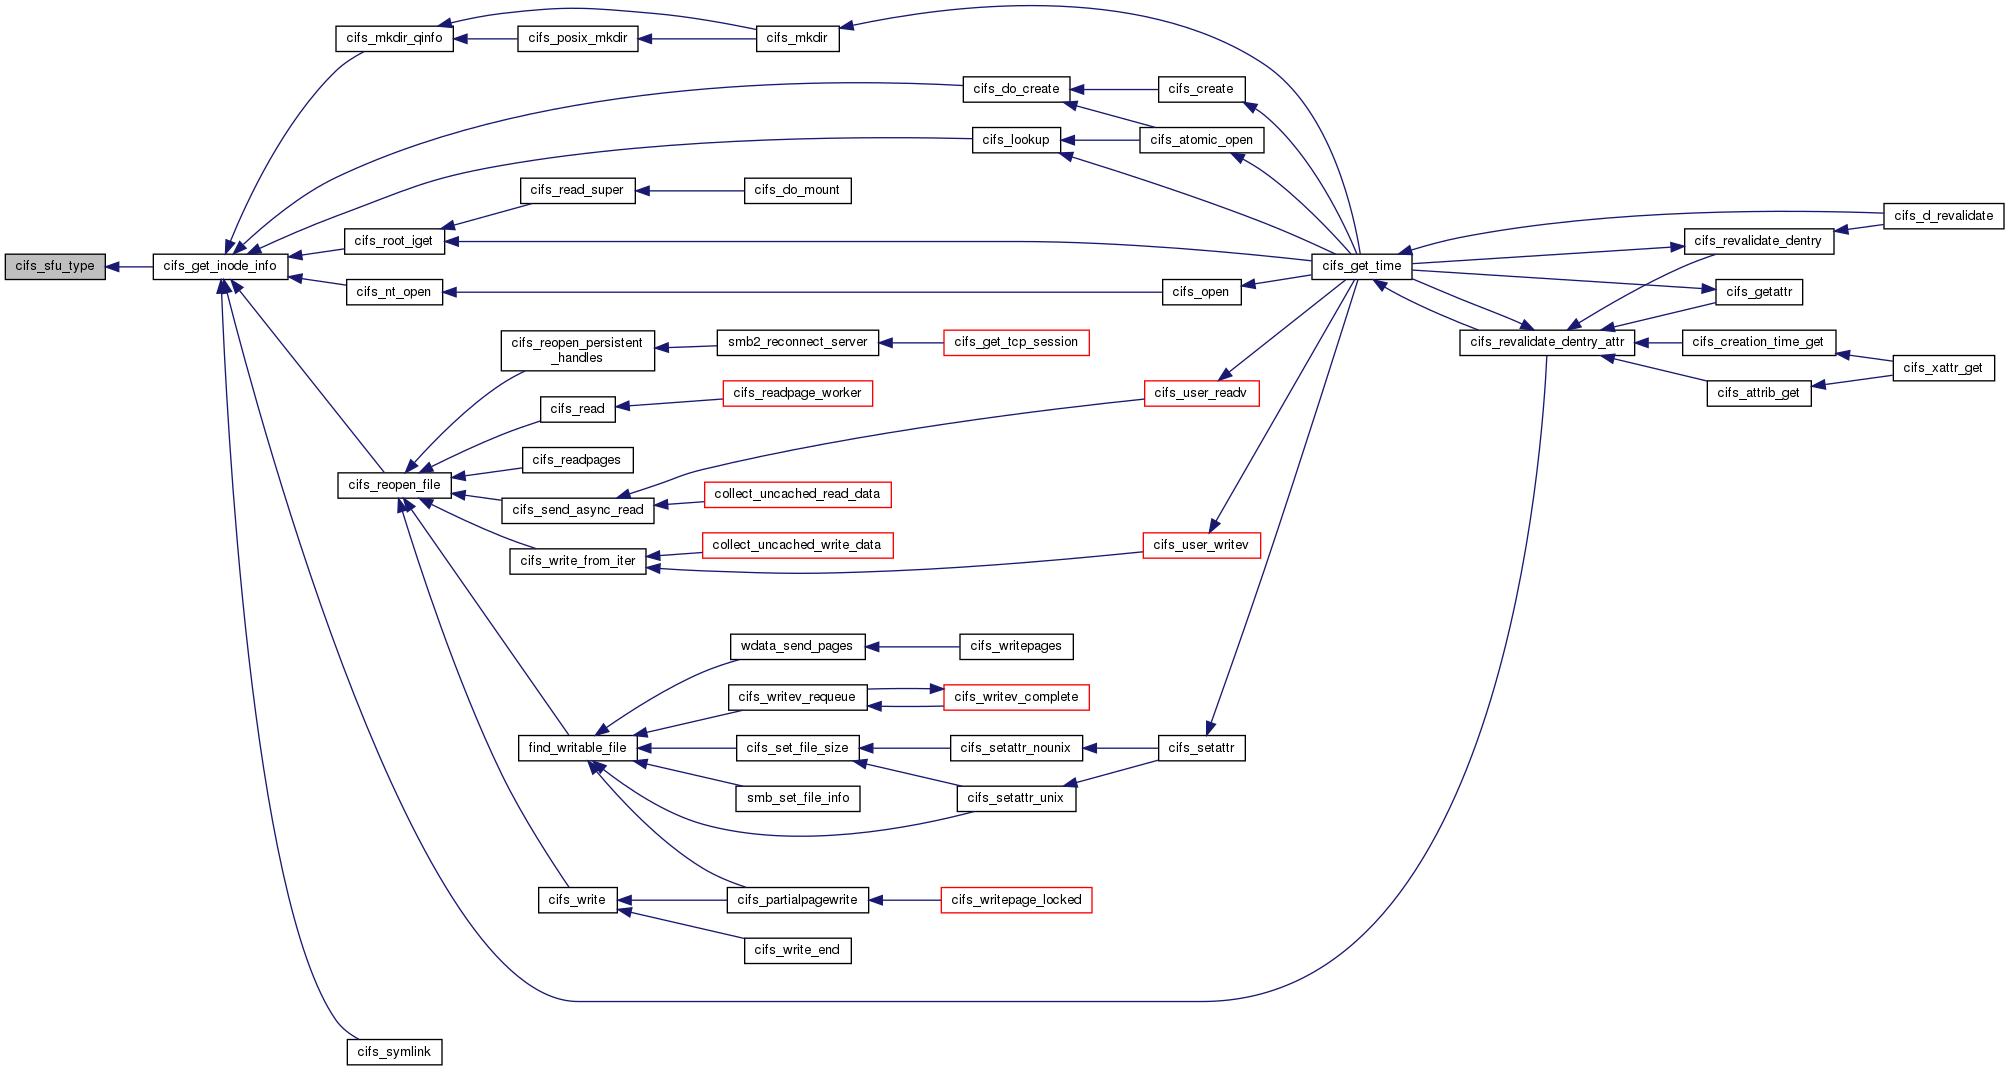 cifs_mkdir_qinfo
cifs_posix_mkdir
cifs_mkdir
cifs_do_create
cifs_create
cifs_lookup
cifs_atomic_open
cifs_read_super
cifs_do_mount
cifs_d_revalidate
cifs_root_iget
cifs_revalidate_dentry
cifs_sfu_type
cifs_get_inode_info
cifs_get_time
cifs_nt_open
cifs_open
cifs_getattr
cifs_reopen_persistent
_handles
smb2_reconnect_server
cifs_get_tcp_session
cifs_revalidate_dentry_attr
cifs_creation_time_get
cifs_xattr_get
cifs_readpage_worker
cifs_user_readv
cifs_attrib_get
cifs_read
cifs_readpages
cifs_reopen_file
collect_uncached_read_data
cifs_send_async_read
collect_uncached_write_data
cifs_user_writev
cifs_write_from_iter
wdata_send_pages
cifs_writepages
cifs_writev_requeue
cifs_writev_complete
find_writable_file
cifs_set_file_size
cifs_setattr_nounix
cifs_setattr
smb_set_file_info
cifs_setattr_unix
cifs_write
cifs_partialpagewrite
cifs_writepage_locked
cifs_write_end
cifs_symlink